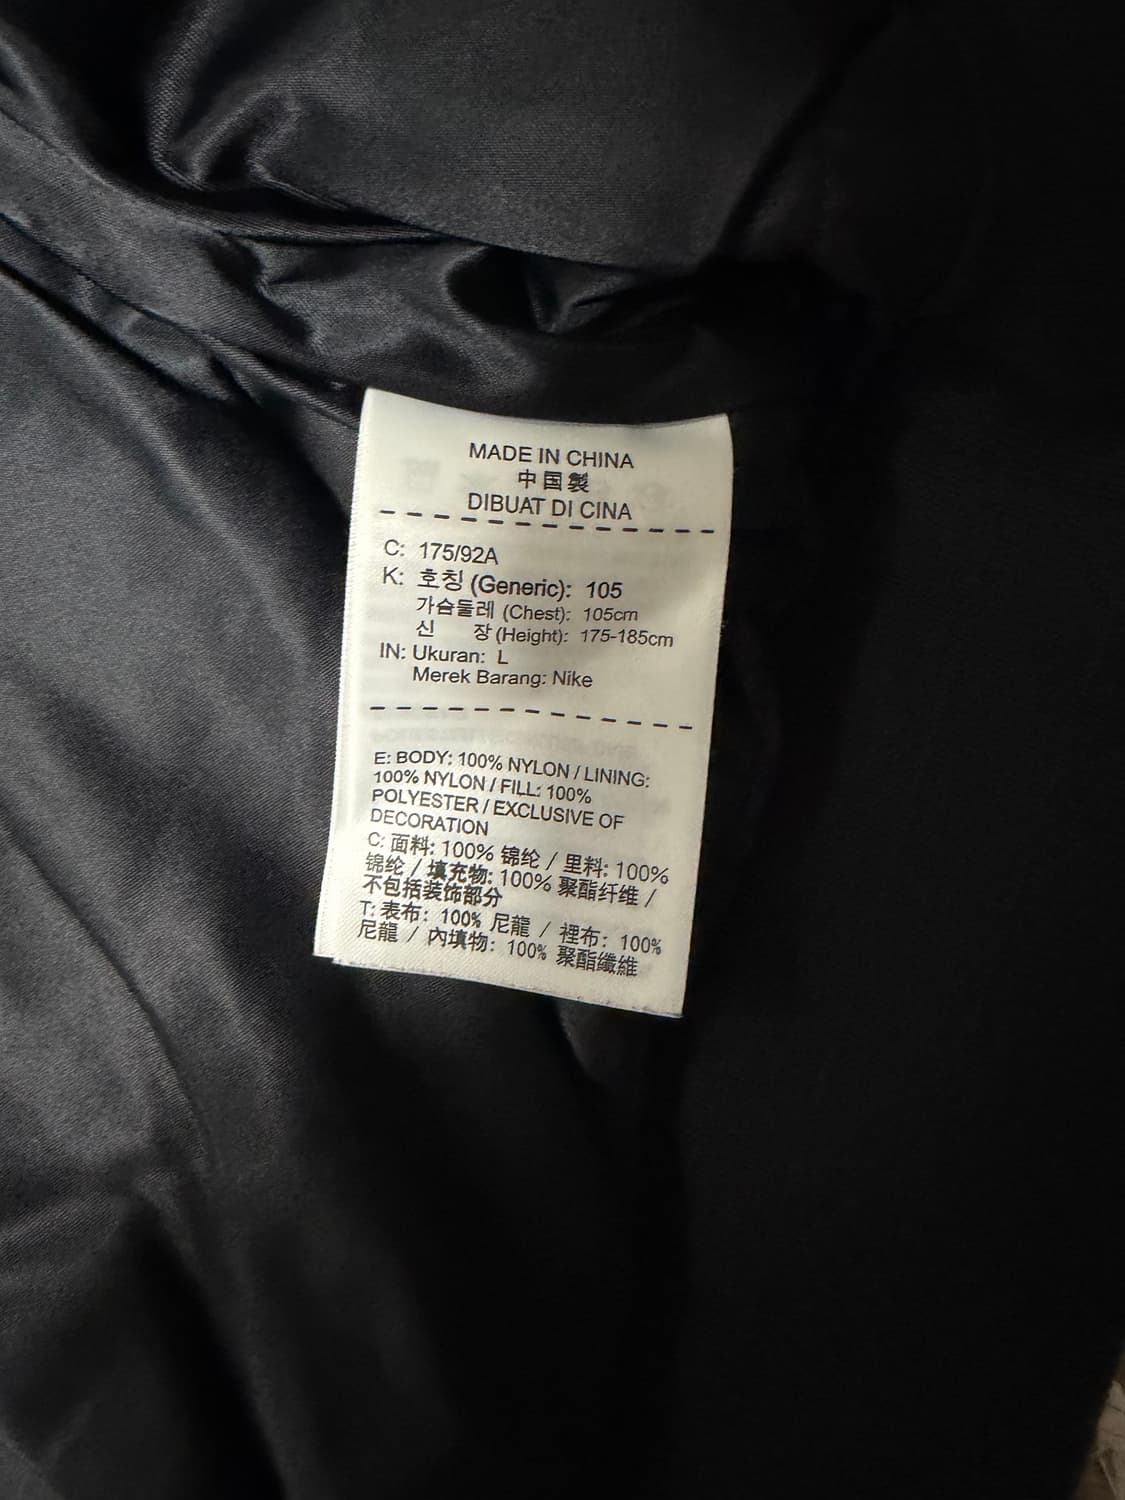 MADE IN CHINA
中国製
DIBUAT DI CINA
C: 175/92A
K: 호칭 (Generic): 105
가슴둘레 (Chest): 105cm
신 장 (Height): 175-185cm
IN: Ukuran: L
Merek Barang: Nike
E: BODY: 100% NYLON / LINING:
100% NYLON / FILL: 100%
POLYESTER / EXCLUSIVE OF
DECORATION
C: 面料: 100% 锦纶 / 里料: 100%
锦纶 / 填充物: 100% 聚酯纤维 /
不包括装饰部分
T: 表布: 100% 尼龍 / 裡布: 100%
尼龍 / 內填物: 100% 聚酯纖維